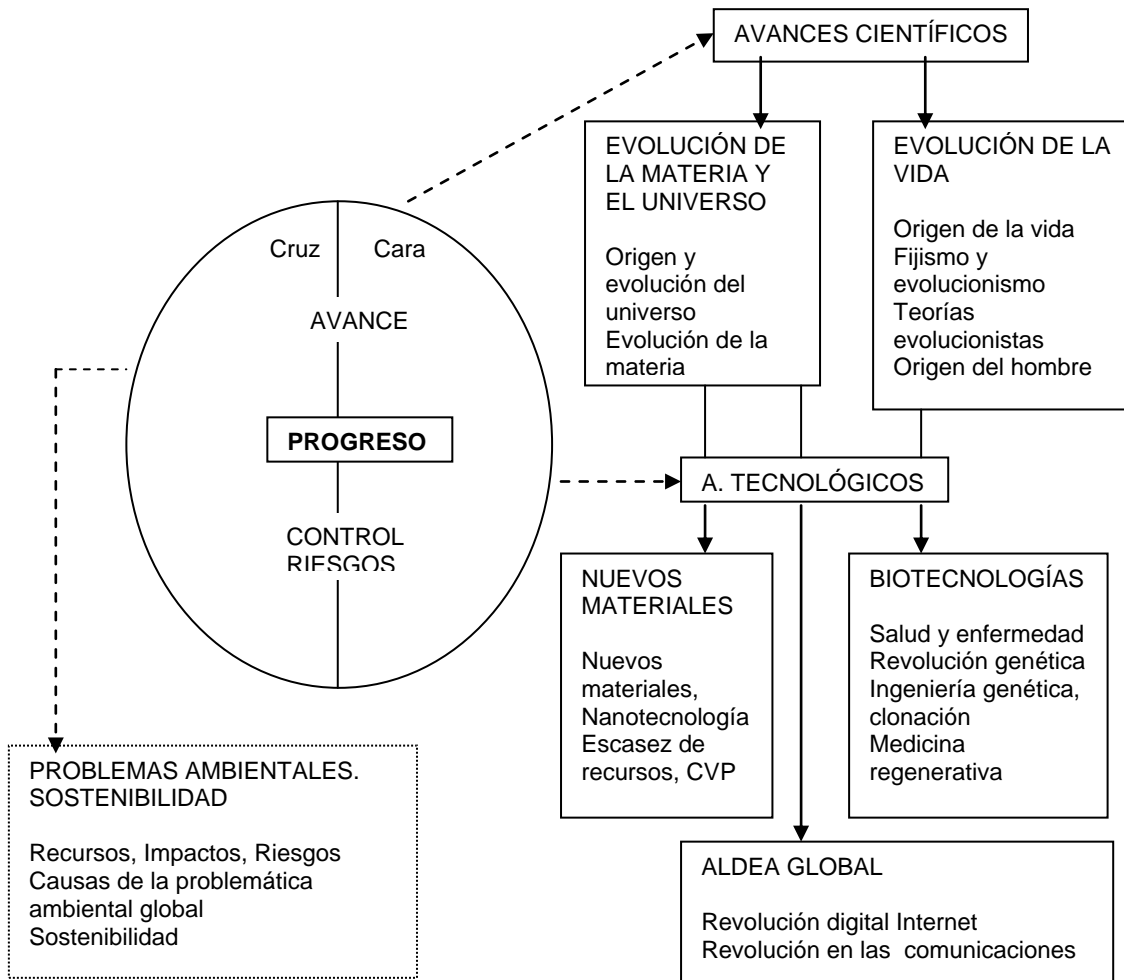 AVANCES CIENTÍFICOS
EVOLUCIÓN DE
LA MATERIA Y
EL UNIVERSO
Origen y
evolución del
universo
Evolución de la
materia
EVOLUCIÓN DE LA
VIDA
Origen de la vida
Fijismo y
evolucionismo
Teorías
evolucionistas
Origen del hombre
Cruz
Cara
AVANCE
PROGRESO
CONTROL
RIESGOS
A. TECNOLÓGICOS
NUEVOS
MATERIALES
Nuevos
materiales,
Nanotecnología
Escasez de
recursos, CVP
BIOTECNOLOGÍAS
Salud y enfermedad
Revolución genética
Ingeniería genética,
clonación
Medicina
regenerativa
PROBLEMAS AMBIENTALES.
SOSTENIBILIDAD
Recursos, Impactos, Riesgos
Causas de la problemática
ambiental global
Sostenibilidad
ALDEA GLOBAL
Revolución digital Internet
Revolución en las comunicaciones